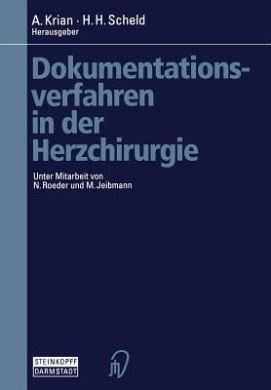 A. Krian · H. H. Scheld
Herausgeber
Dokumentations-
verfahren
in der
Herzchirurgie
Unter Mitarbeit von
N. Roeder und M. Jeibmann
STEINKOPFF
DARMSTADT